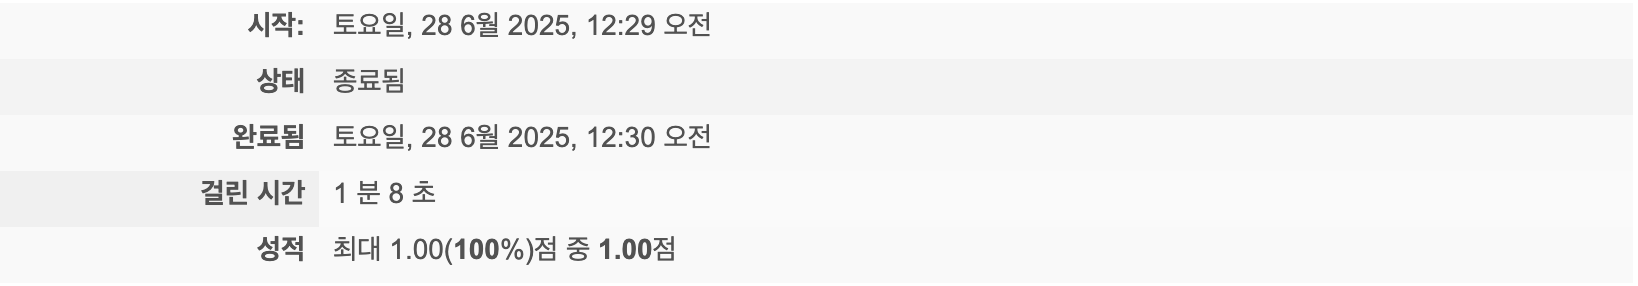 시작: 토요일, 28 6월 2025, 12:29 오전
상태 종료됨
완료됨 토요일, 28 6월 2025, 12:30 오전
걸린 시간 1 분 8 초
성적 최대 1.00(100%)점 중 1.00점